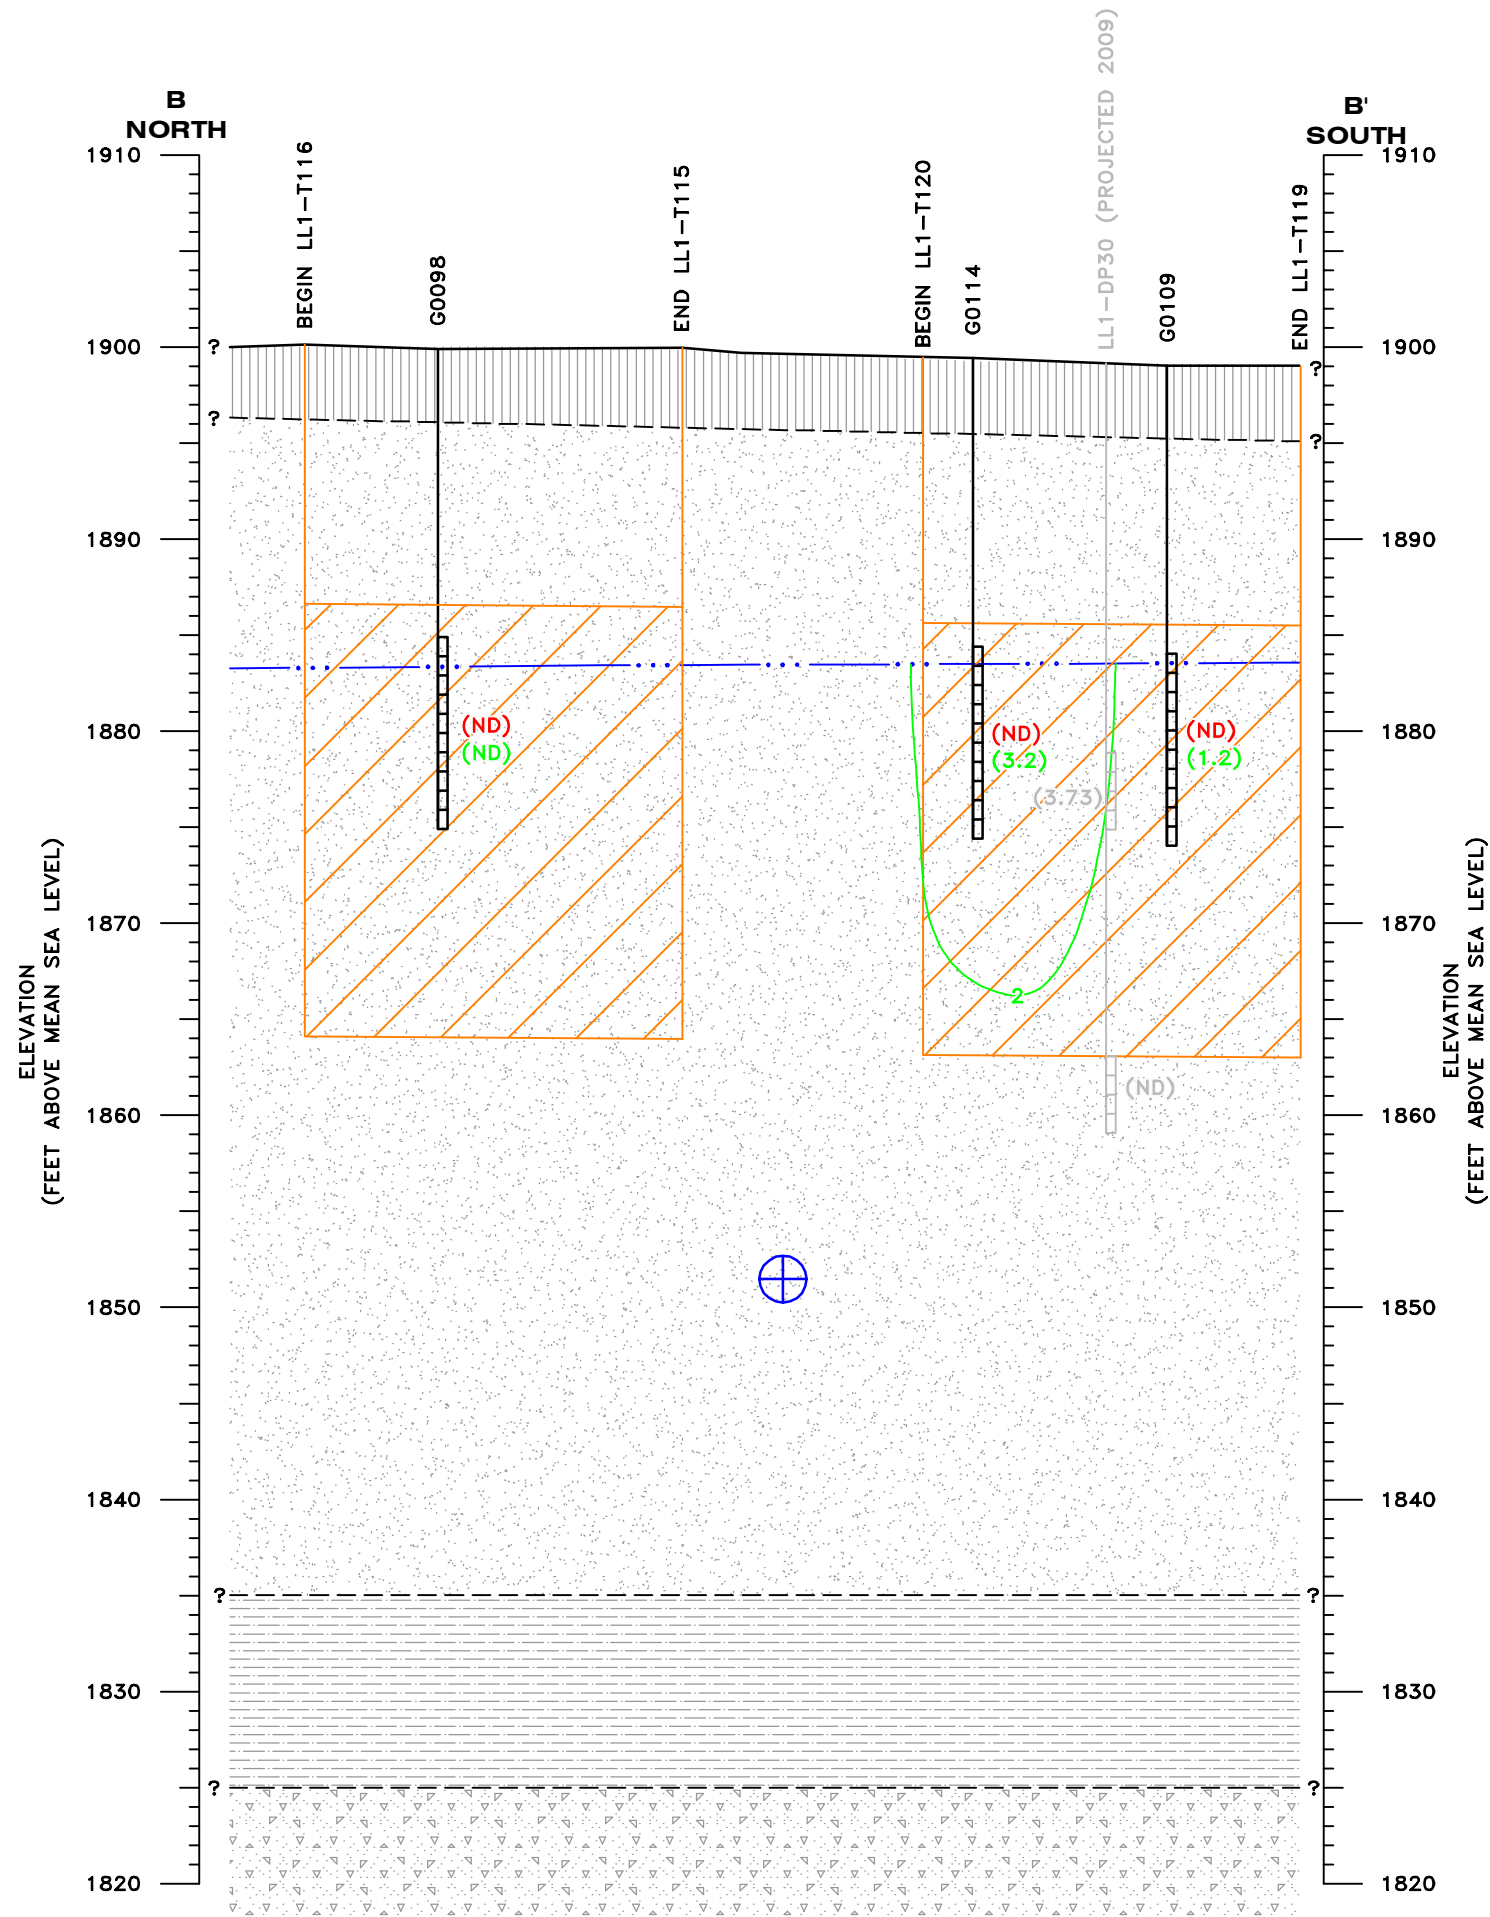 B
NORTH
B'
SOUTH
BEGIN LL1-T116
G0098
END LL1-T115
BEGIN LL1-T120
G0114
LL1-DP30 (PROJECTED 2009)
G0109
END LL1-T119
1910
1900
1890
1880
1870
1860
1850
1840
1830
1820
1910
1900
1890
1880
1870
1860
1850
1840
1830
1820
ELEVATION
(FEET ABOVE MEAN SEA LEVEL)
ELEVATION
(FEET ABOVE MEAN SEA LEVEL)
?
?
?
?
?
?
?
?
(ND)
(ND)
(ND)
(3.2)
(3.73)
(ND)
(1.2)
2
(ND)